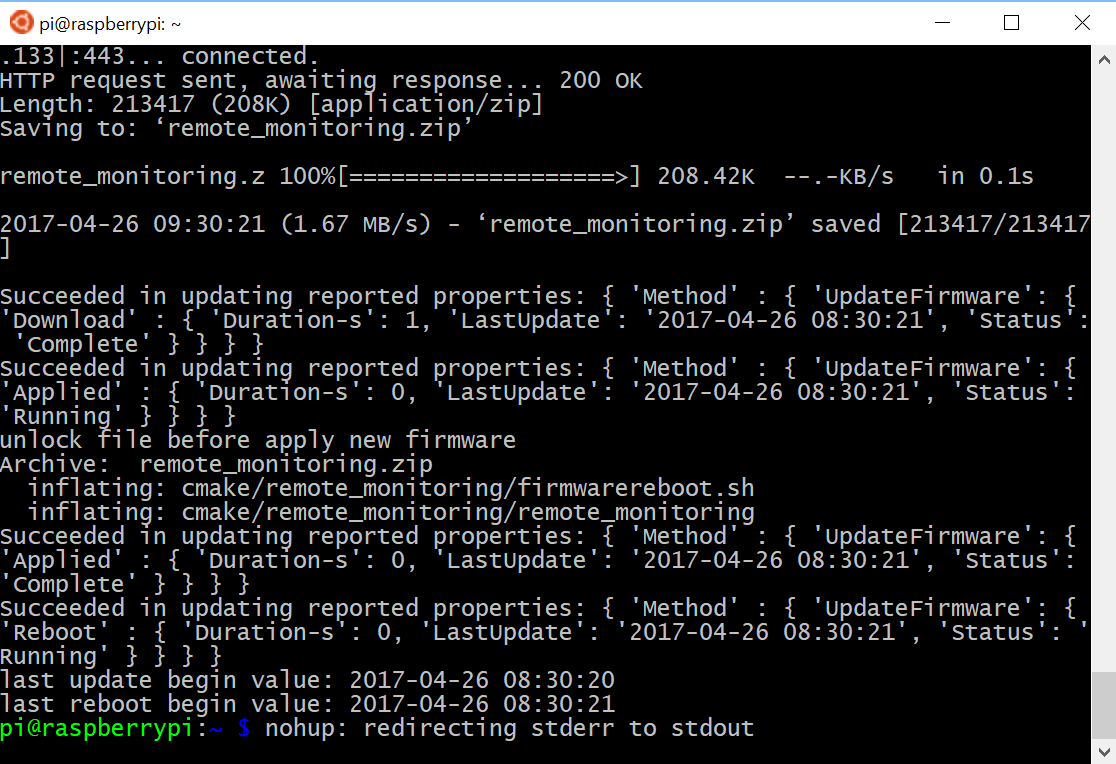 pi@raspberrypi: ~
.133|:443... connected.
HTTP request sent, awaiting response... 200 OK
Length: 213417 (208K) [application/zip]
Saving to: ‘remote_monitoring.zip’
remote_monitoring.z 100%[===================>] 208.42K  --.-KB/s   in 0.1s
2017-04-26 09:30:21 (1.67 MB/s) - ‘remote_monitoring.zip’ saved [213417/213417
]
Succeeded in updating reported properties: { 'Method' : { 'UpdateFirmware': {
'Download' : { 'Duration-s': 1, 'LastUpdate': '2017-04-26 08:30:21', 'Status':
 'Complete' } } } }
Succeeded in updating reported properties: { 'Method' : { 'UpdateFirmware': {
'Applied' : { 'Duration-s': 0, 'LastUpdate': '2017-04-26 08:30:21', 'Status':
'Running' } } } }
unlock file before apply new firmware
Archive:  remote_monitoring.zip
  inflating: cmake/remote_monitoring/firmwarereboot.sh
  inflating: cmake/remote_monitoring/remote_monitoring
Succeeded in updating reported properties: { 'Method' : { 'UpdateFirmware': {
'Applied' : { 'Duration-s': 0, 'LastUpdate': '2017-04-26 08:30:21', 'Status':
'Complete' } } } }
Succeeded in updating reported properties: { 'Method' : { 'UpdateFirmware': {
'Reboot' : { 'Duration-s': 0, 'LastUpdate': '2017-04-26 08:30:21', 'Status': '
Running' } } } }
last update begin value: 2017-04-26 08:30:20
last reboot begin value: 2017-04-26 08:30:21
pi@raspberrypi:~ $ nohup: redirecting stderr to stdout